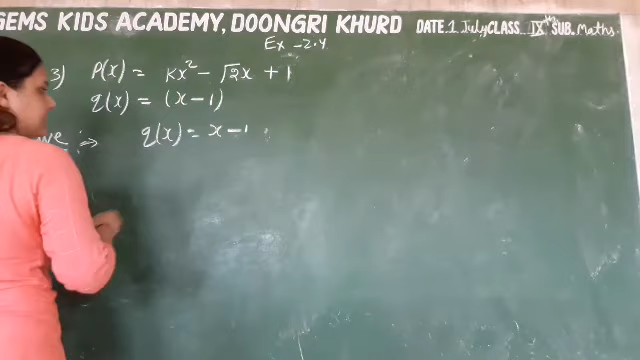 GEMS KIDS ACADEMY, DOONGRI KHURD DATE.1 July CLASS IXth SUB. Maths.
Ex - 2.4
3) P(x) = Kx² - √2x + 1
q(x) = (x-1)
⇒ q(x) = x-1